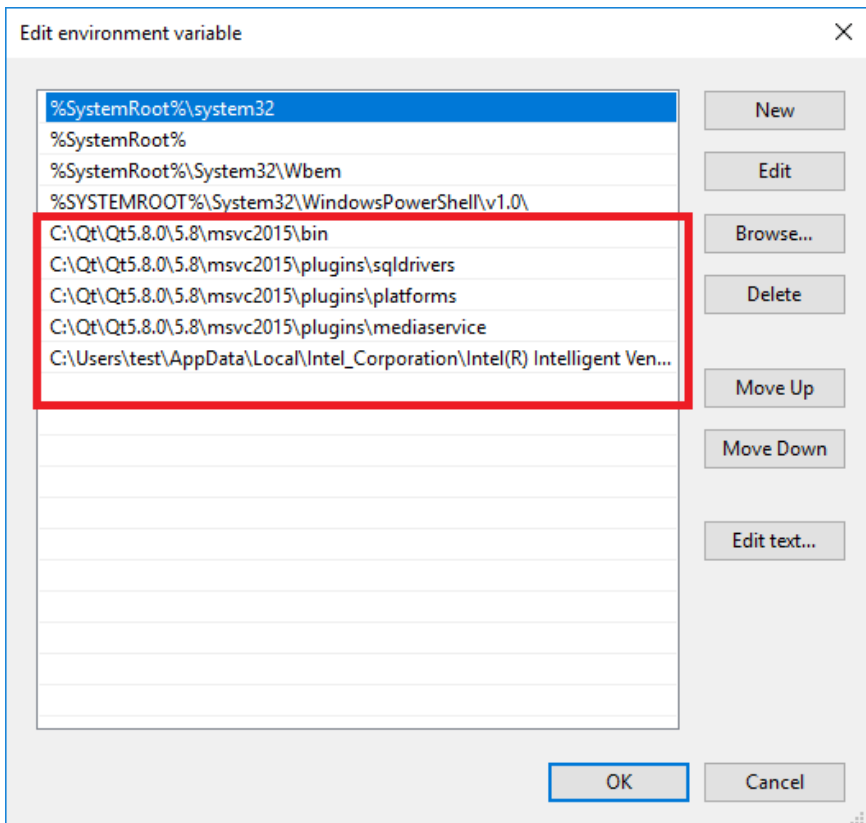 Edit environment variable
%SystemRoot%\system32
%SystemRoot%
%SystemRoot%\System32\Wbem
%SYSTEMROOT%\System32\WindowsPowerShell\v1.0\
C:\Qt\Qt5.8.0\5.8\msvc2015\bin
C:\Qt\Qt5.8.0\5.8\msvc2015\plugins\sqldrivers
C:\Qt\Qt5.8.0\5.8\msvc2015\plugins\platforms
C:\Qt\Qt5.8.0\5.8\msvc2015\plugins\mediaservice
C:\Users\test\AppData\Local\Intel_Corporation\Intel(R) Intelligent Ven...
New
Edit
Browse...
Delete
Move Up
Move Down
Edit text...
OK
Cancel